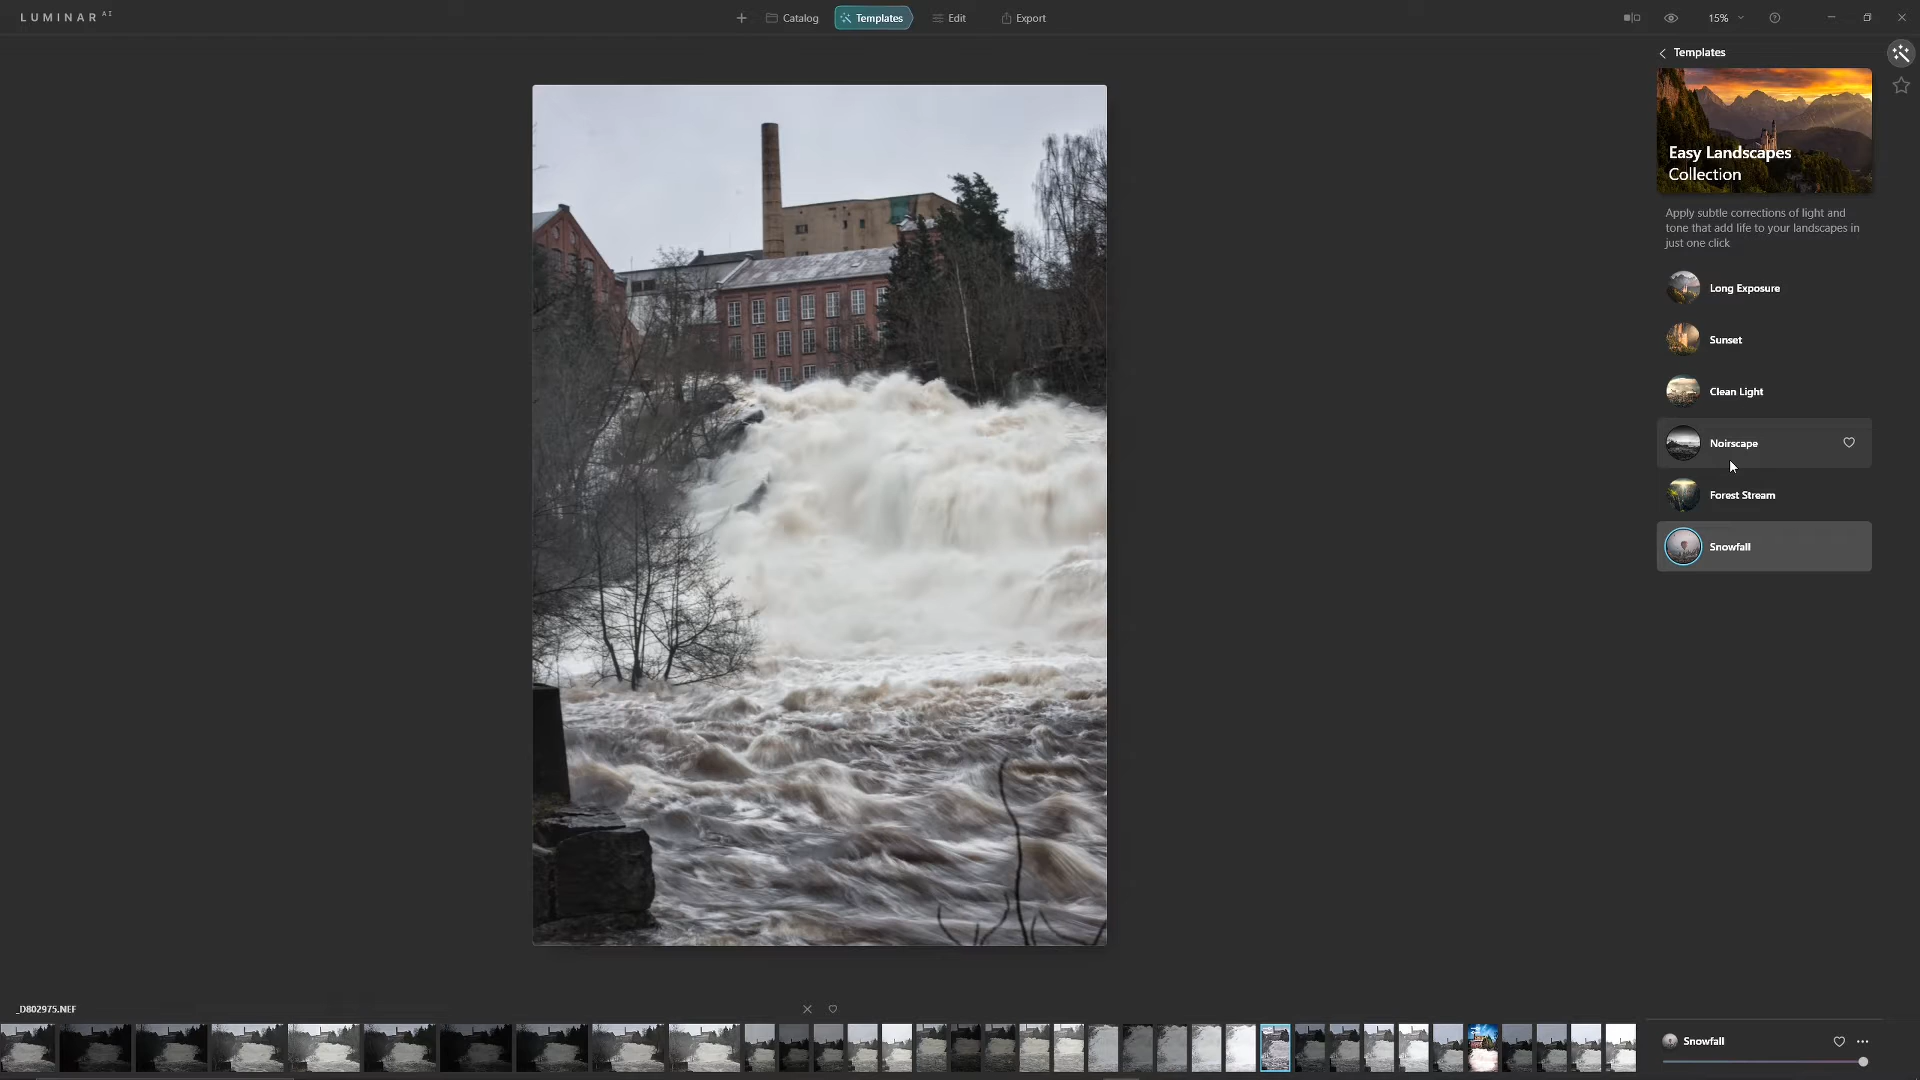 LUMINAR AI
Catalog
Templates
Edit
Export
15%
Templates
Easy Landscapes
Collection
Apply subtle corrections of light and
tone that add life to your landscapes in
just one click
Long Exposure
Sunset
Clean Light
Noirscape
Forest Stream
Snowfall
_D802975.NEF
Snowfall